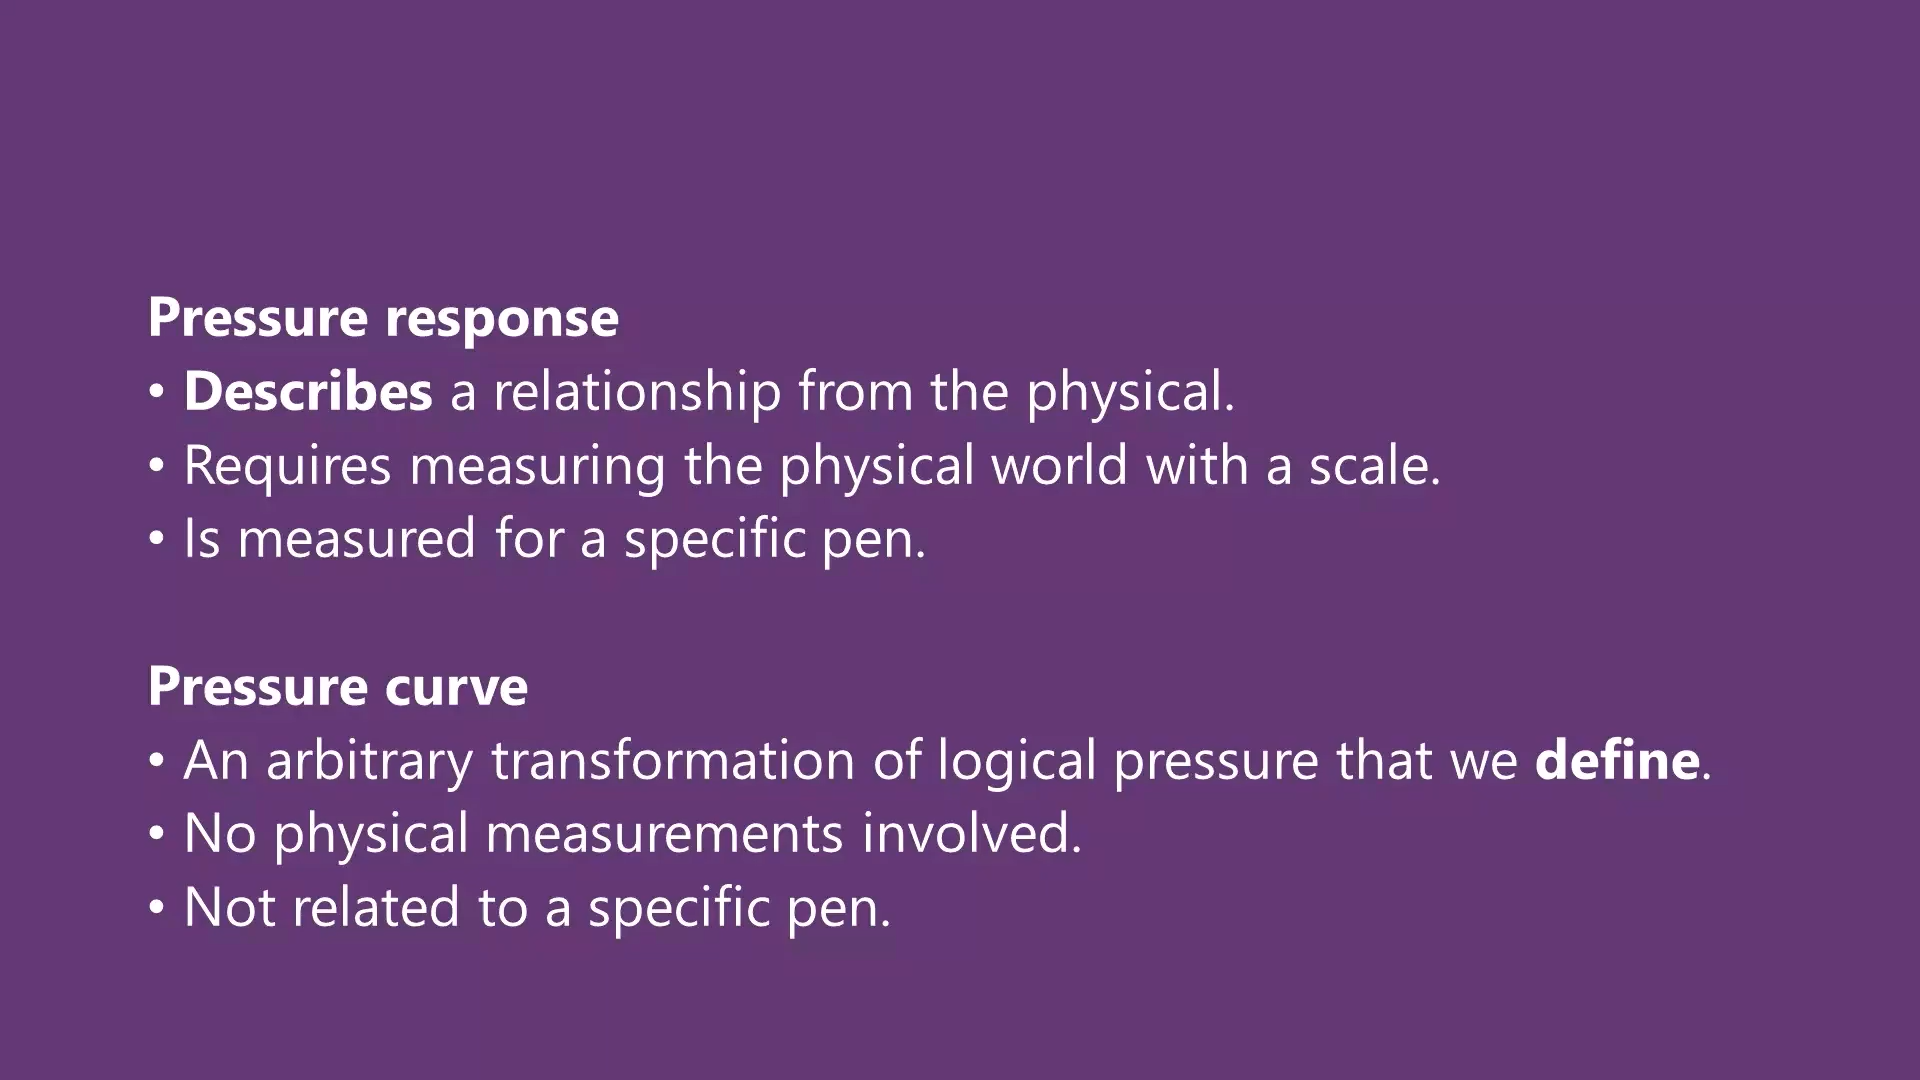 Pressure response
• Describes a relationship from the physical.
• Requires measuring the physical world with a scale.
• Is measured for a specific pen.
Pressure curve
• An arbitrary transformation of logical pressure that we define.
• No physical measurements involved.
• Not related to a specific pen.